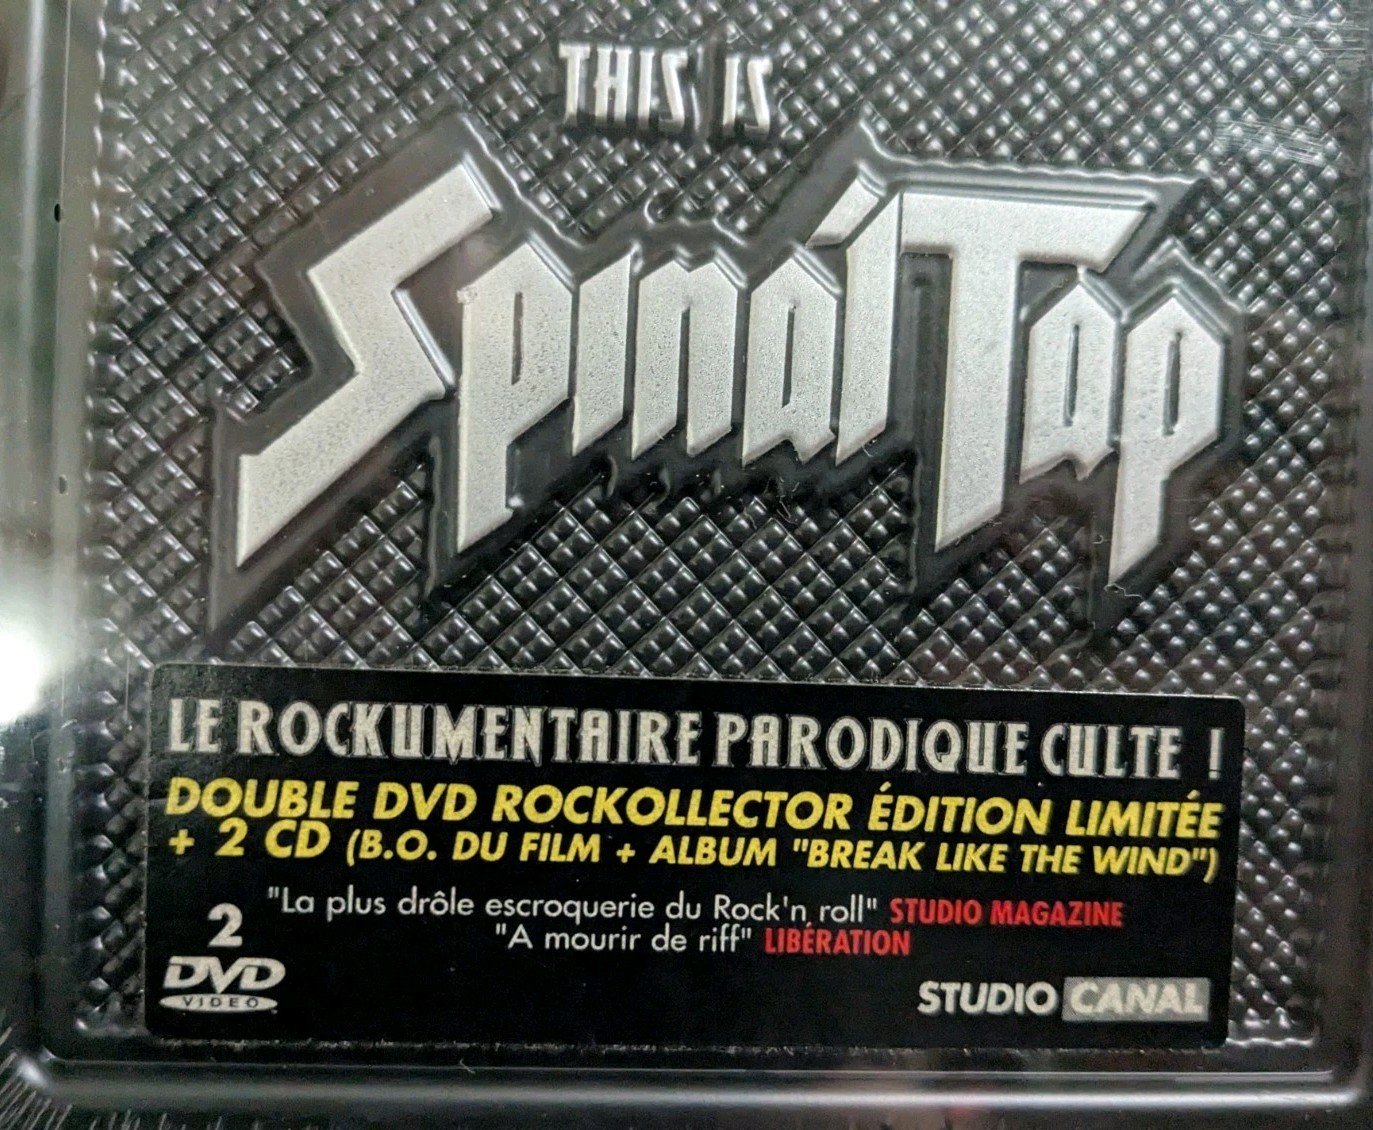 THIS IS
Spinal Tap
LE ROCKUMENTAIRE PARODIQUE CULTE !
DOUBLE DVD ROCKOLLECTOR ÉDITION LIMITÉE
+ 2 CD (B.O. DU FILM + ALBUM "BREAK LIKE THE WIND")
"La plus drôle escroquerie du Rock'n roll" STUDIO MAGAZINE
"A mourir de riff" LIBÉRATION
2
DVD
VIDEO
STUDIO CANAL